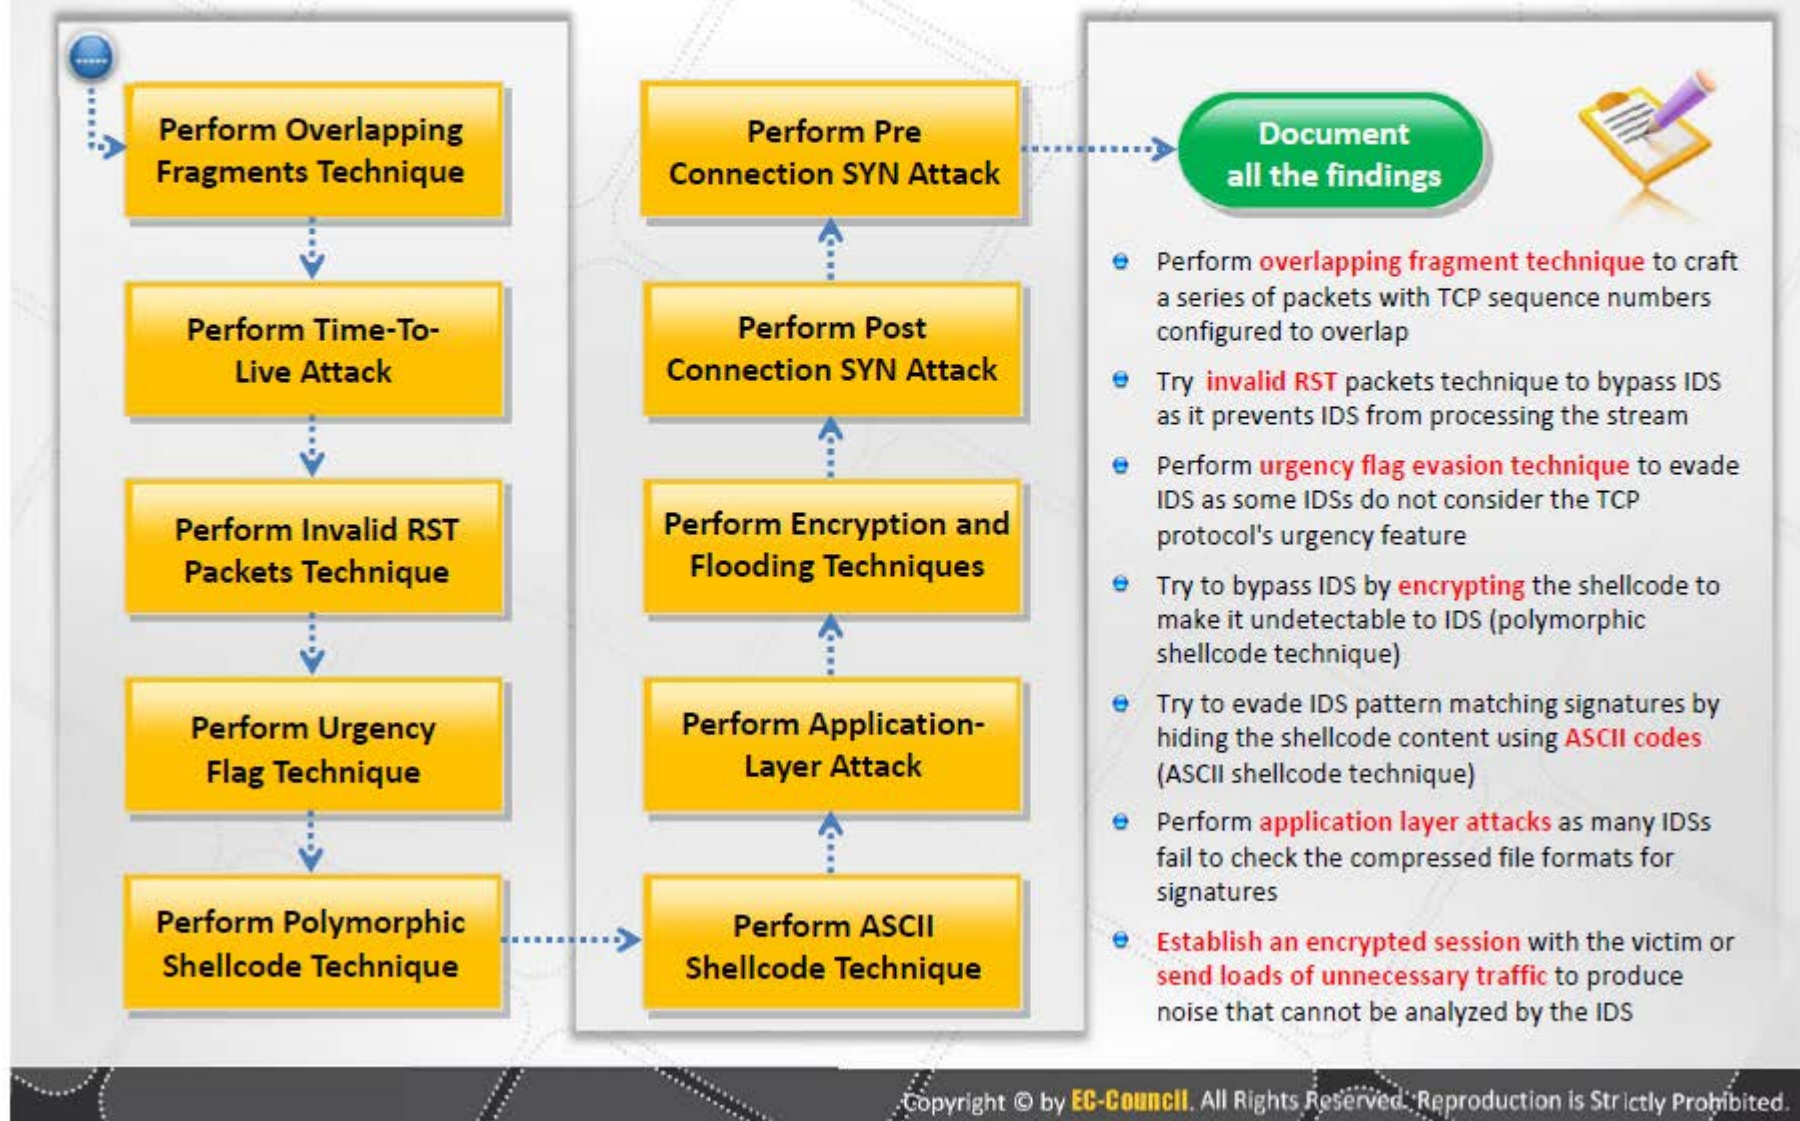 Perform Overlapping
Fragments Technique
Perform Time-To-
Live Attack
Perform Invalid RST
Packets Technique
Perform Urgency
Flag Technique
Perform Polymorphic
Shellcode Technique
Perform ASCII
Shellcode Technique
Perform Application-
Layer Attack
Perform Encryption and
Flooding Techniques
Perform Post
Connection SYN Attack
Perform Pre
Connection SYN Attack
Document
all the findings
Perform overlapping fragment technique to craft
a series of packets with TCP sequence numbers
configured to overlap
Try invalid RST packets technique to bypass IDS
as it prevents IDS from processing the stream
Perform urgency flag evasion technique to evade
IDS as some IDSs do not consider the TCP
protocol's urgency feature
Try to bypass IDS by encrypting the shellcode to
make it undetectable to IDS (polymorphic
shellcode technique)
Try to evade IDS pattern matching signatures by
hiding the shellcode content using ASCII codes
(ASCII shellcode technique)
Perform application layer attacks as many IDSs
fail to check the compressed file formats for
signatures
Establish an encrypted session with the victim or
send loads of unnecessary traffic to produce
noise that cannot be analyzed by the IDS
Copyright © by EC-Council. All Rights Reserved. Reproduction is Strictly Prohibited.